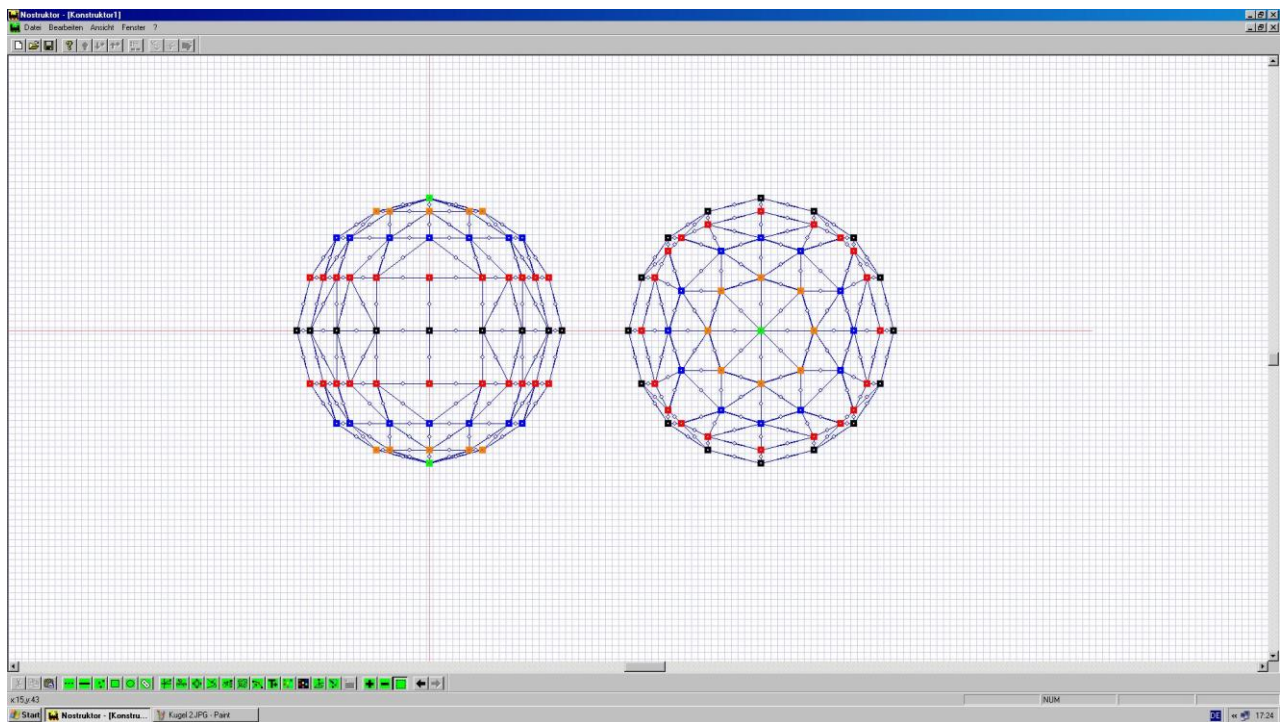 Nostruktor - [Konstruktor1]
Datei Bearbeiten Ansicht Fenster ?
x:15,y:43
NUM
Start Nostruktor - [Konstru... Kugel 2.JPG - Paint DE « 17:24